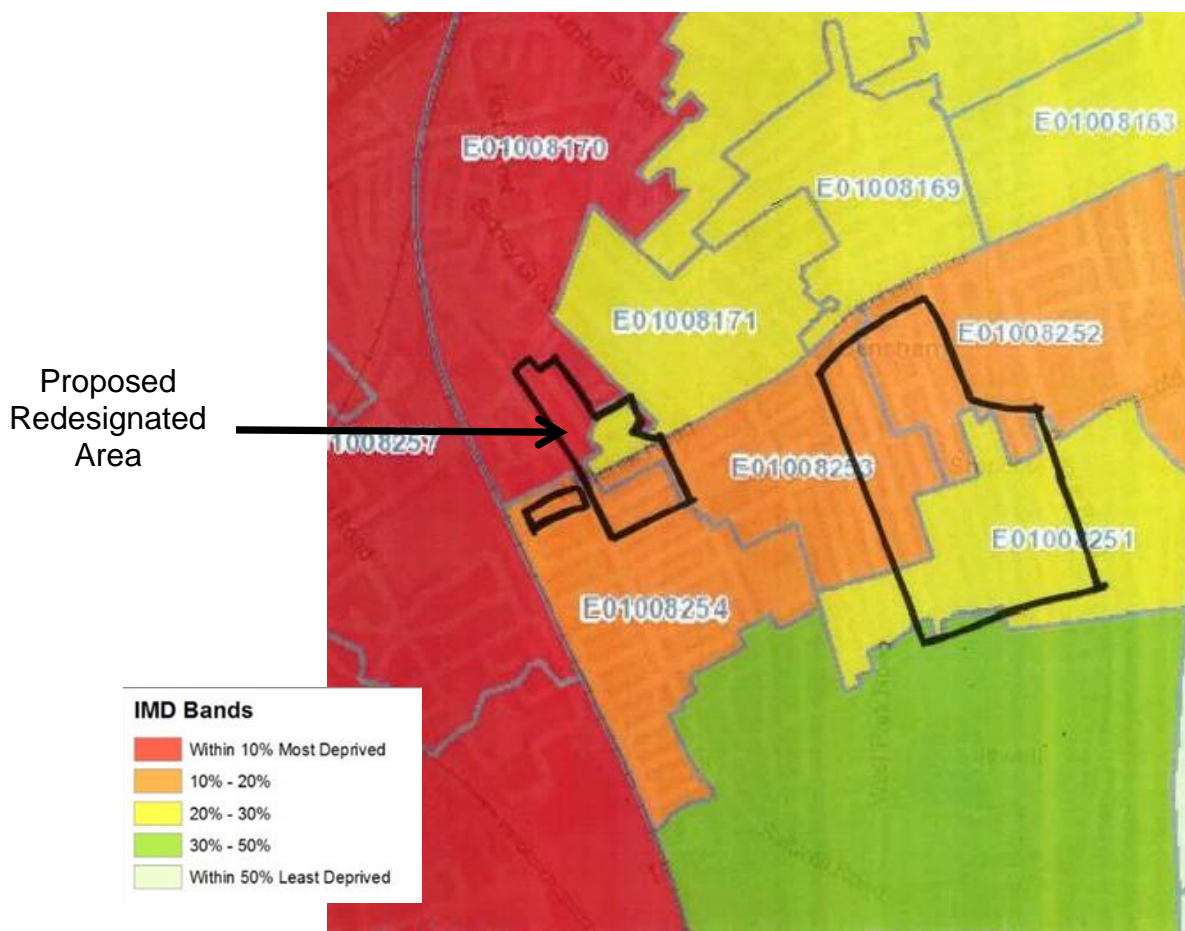 E01008170
E01008163
E01008169
E01008171
E01008252
Proposed
Redesignated
Area
E01008253
E01008251
E01008254
IMD Bands
Within 10% Most Deprived
10% - 20%
20% - 30%
30% - 50%
Within 50% Least Deprived